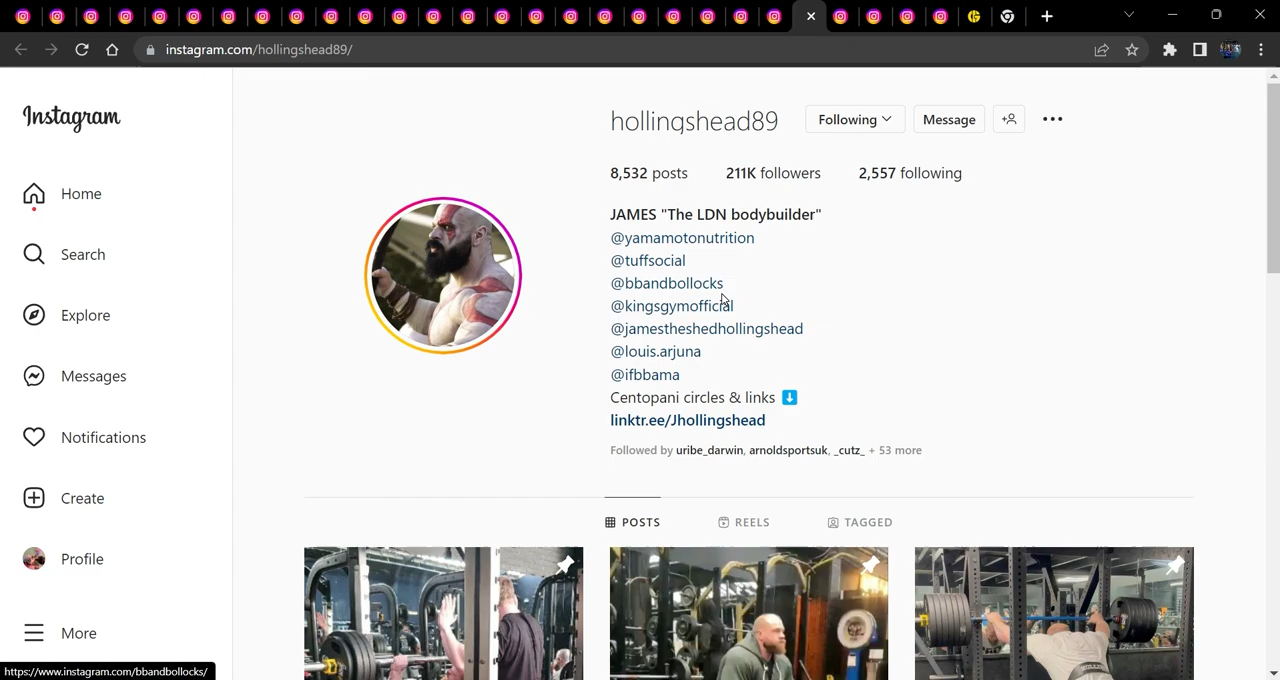 instagram.com/hollingshead89/
Instagram
hollingshead89
Following
Message
8,532 posts
211K followers
2,557 following
JAMES "The LDN bodybuilder"
@yamamotonutrition
@tuffsocial
@bbandbollocks
@kingsgymofficial
@jamestheshedhollingshead
@louis.arjuna
@ifbbama
Centopani circles & links ⬇️
linktr.ee/Jhollingshead
Followed by uribe_darwin, arnoldsportsuk, _cutz_ + 53 more
Home
Search
Explore
Messages
Notifications
Create
Profile
More
POSTS
REELS
TAGGED
https://www.instagram.com/bbandbollocks/